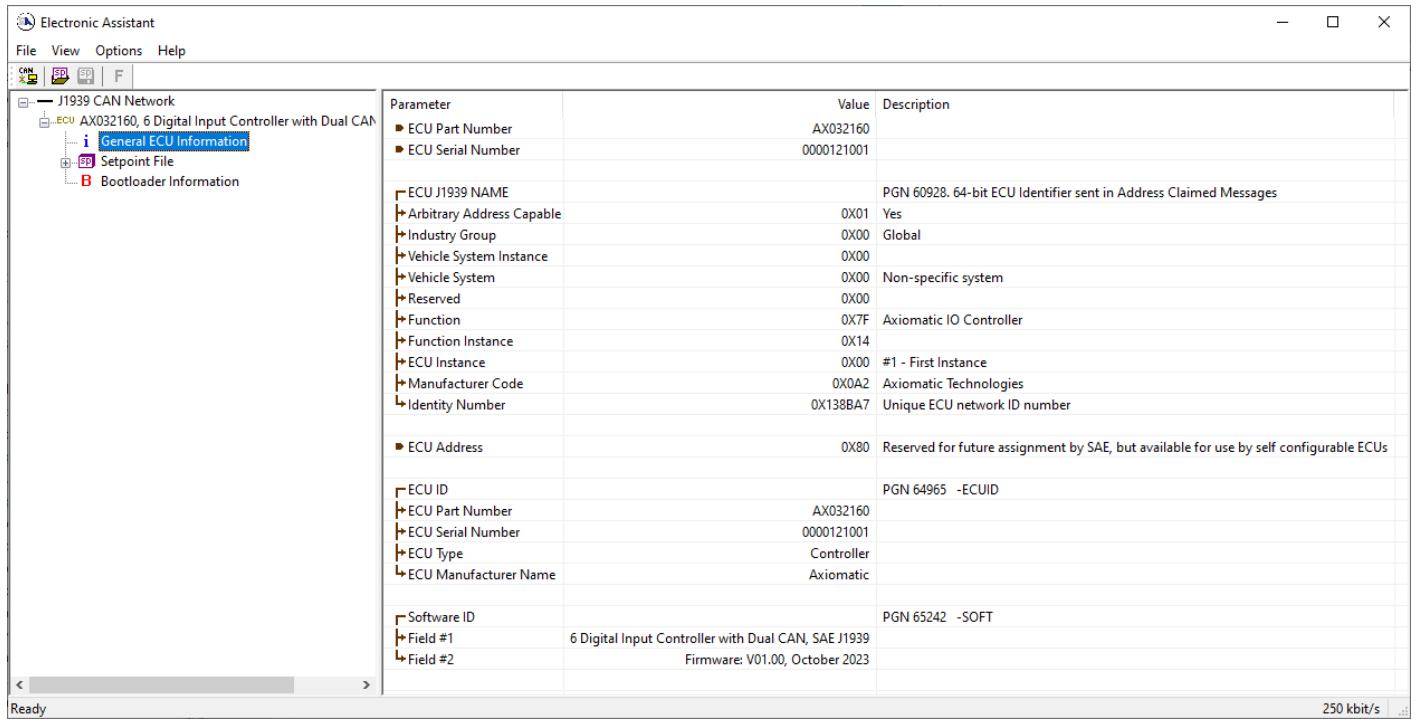 Electronic Assistant
File View Options Help
CAN SP SP F
J1939 CAN Network
ECU AX032160, 6 Digital Input Controller with Dual CAN
i General ECU Information
SP Setpoint File
B Bootloader Information
Parameter Value Description
ECU Part Number AX032160
ECU Serial Number 0000121001
ECU J1939 NAME PGN 60928. 64-bit ECU Identifier sent in Address Claimed Messages
Arbitrary Address Capable 0X01 Yes
Industry Group 0X00 Global
Vehicle System Instance 0X00
Vehicle System 0X00 Non-specific system
Reserved 0X00
Function 0X7F Axiomatic IO Controller
Function Instance 0X14
ECU Instance 0X00 #1 - First Instance
Manufacturer Code 0X0A2 Axiomatic Technologies
Identity Number 0X138BA7 Unique ECU network ID number
ECU Address 0X80 Reserved for future assignment by SAE, but available for use by self configurable ECUs
ECU ID PGN 64965 -ECUID
ECU Part Number AX032160
ECU Serial Number 0000121001
ECU Type Controller
ECU Manufacturer Name Axiomatic
Software ID PGN 65242 -SOFT
Field #1 6 Digital Input Controller with Dual CAN, SAE J1939
Field #2 Firmware: V01.00, October 2023
Ready 250 kbit/s